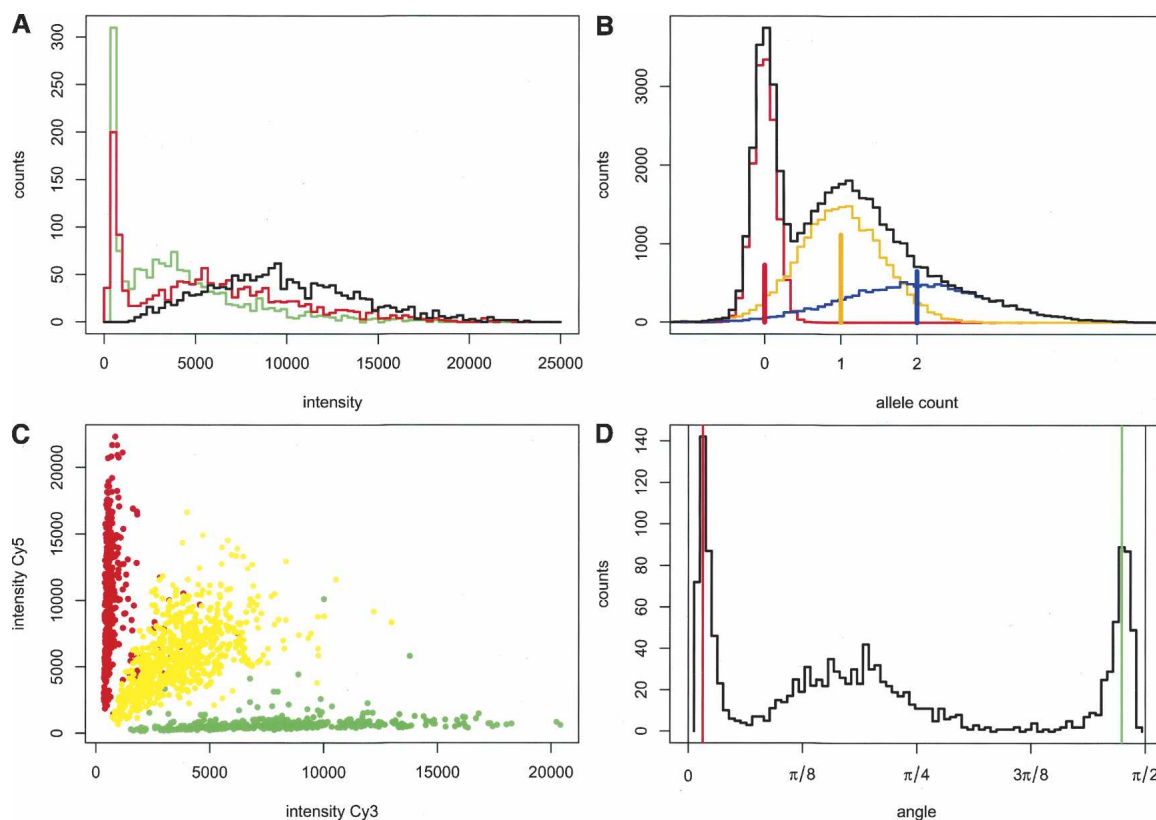 A
counts
300
250
200
150
100
50
0
0 5000 10000 15000 20000 25000
intensity
B
counts
3000
2000
1000
0
0 1 2
allele count
C
intensity Cy5
20000
15000
10000
5000
0
0 5000 10000 15000 20000
intensity Cy3
D
counts
140
120
100
80
60
40
20
0
0 π/8 π/4 3π/8 π/2
angle